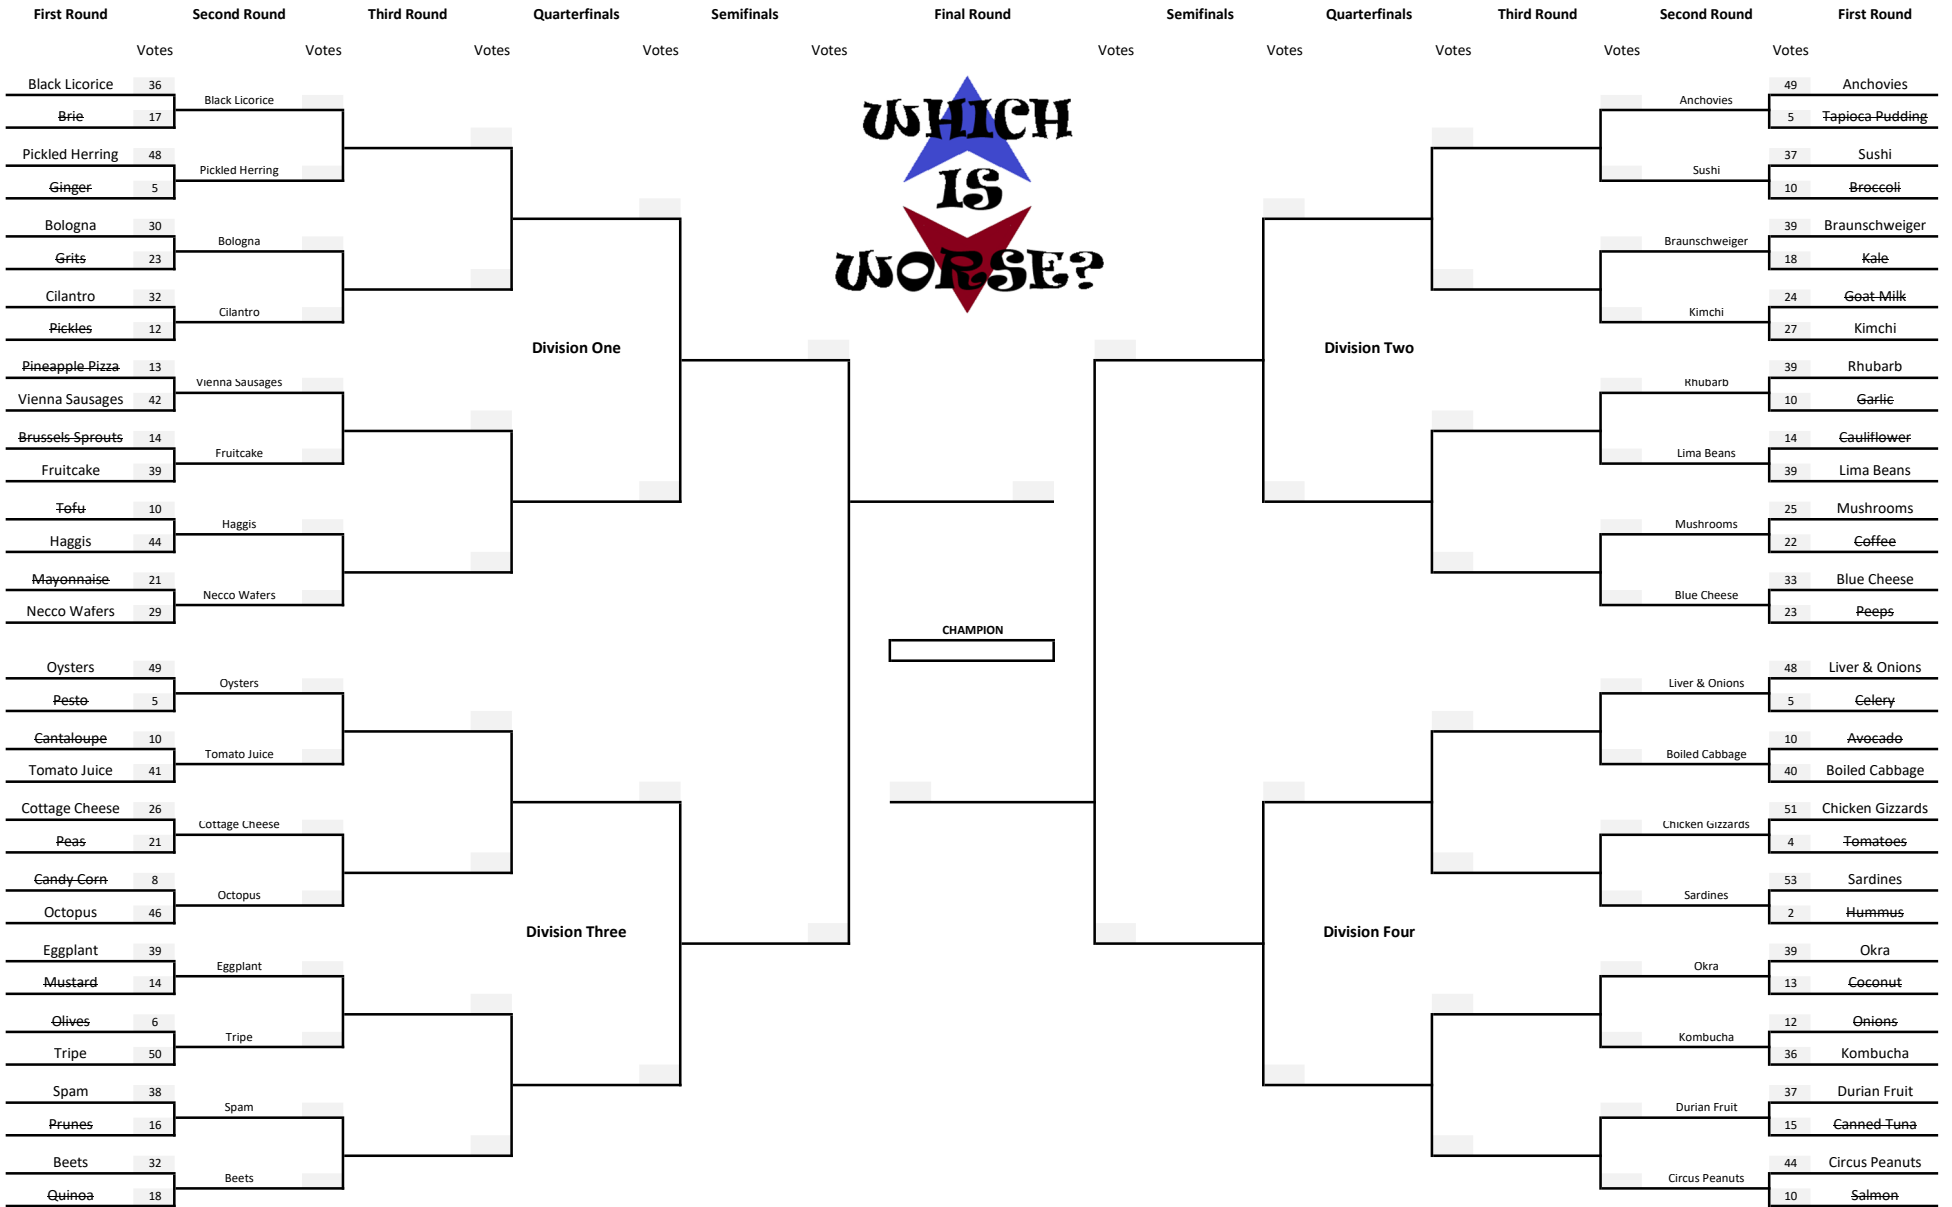 First Round Second Round Third Round Quarterfinals Semifinals Final Round Semifinals Quarterfinals Third Round Second Round First Round
Votes Votes Votes Votes Votes Votes Votes Votes Votes Votes
WHICH
IS
WORSE?
Black Licorice 36
Black Licorice
Brie 17
Pickled Herring 48
Pickled Herring
Ginger 5
Bologna 30
Bologna
Grits 23
Cilantro 32
Cilantro
Pickles 12
Division One
Pineapple Pizza 13
Vienna Sausages
Vienna Sausages 42
Brussels Sprouts 14
Fruitcake
Fruitcake 39
Tofu 10
Haggis
Haggis 44
Mayonnaise 21
Necco Wafers
Necco Wafers 29
49 Anchovies
Anchovies
5 Tapioca Pudding
37 Sushi
Sushi
10 Broccoli
39 Braunschweiger
Braunschweiger
18 Kale
24 Goat Milk
Kimchi
27 Kimchi
Division Two
39 Rhubarb
Rhubarb
10 Garlic
14 Cauliflower
Lima Beans
39 Lima Beans
25 Mushrooms
Mushrooms
22 Coffee
33 Blue Cheese
Blue Cheese
23 Peeps
CHAMPION
Oysters 49
Oysters
Pesto 5
Cantaloupe 10
Tomato Juice
Tomato Juice 41
Cottage Cheese 26
Cottage Cheese
Peas 21
Candy Corn 8
Octopus
Octopus 46
Division Three
Eggplant 39
Eggplant
Mustard 14
Olives 6
Tripe
Tripe 50
Spam 38
Spam
Prunes 16
Beets 32
Beets
Quinoa 18
48 Liver & Onions
Liver & Onions
5 Celery
10 Avocado
Boiled Cabbage
40 Boiled Cabbage
51 Chicken Gizzards
Chicken Gizzards
4 Tomatoes
53 Sardines
Sardines
2 Hummus
Division Four
39 Okra
Okra
13 Coconut
12 Onions
Kombucha
36 Kombucha
37 Durian Fruit
Durian Fruit
15 Canned Tuna
44 Circus Peanuts
Circus Peanuts
10 Salmon